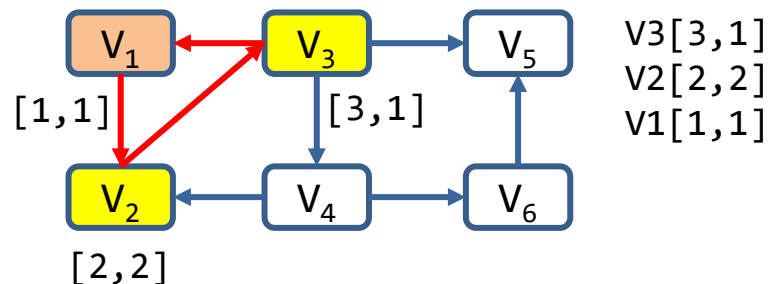 V1 V3 V5 V3[3,1]
V2[2,2]
[1,1] [3,1] V1[1,1]
V2 V4 V6
[2,2]